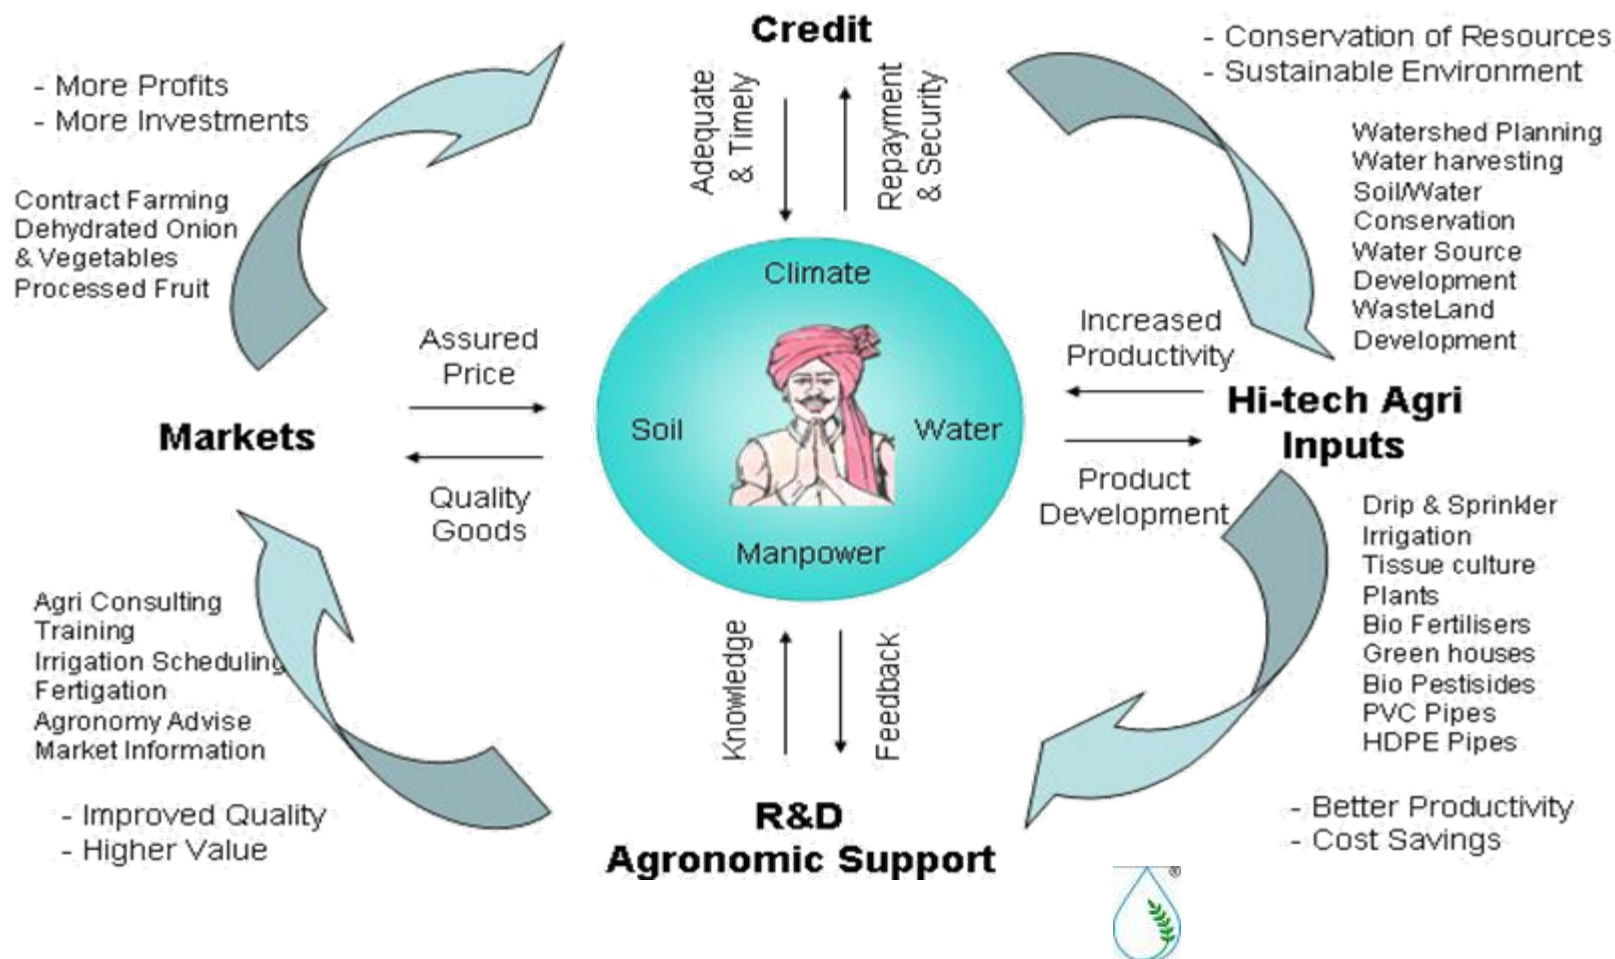 Credit
- More Profits
- More Investments
Contract Farming
Dehydrated Onion
& Vegetables
Processed Fruit
Adequate
& Timely
Repayment
& Security
- Conservation of Resources
- Sustainable Environment
Watershed Planning
Water harvesting
Soil/Water
Conservation
Water Source
Development
WasteLand
Development
Climate
Soil
Water
Manpower
Assured
Price
Markets
Quality
Goods
Increased
Productivity
Hi-tech Agri
Inputs
Product
Development
Drip & Sprinkler
Irrigation
Tissue culture
Plants
Bio Fertilisers
Green houses
Bio Pestisides
PVC Pipes
HDPE Pipes
- Better Productivity
- Cost Savings
Agri Consulting
Training
Irrigation Scheduling
Fertigation
Agronomy Advise
Market Information
- Improved Quality
- Higher Value
Knowledge
Feedback
R&D
Agronomic Support
®